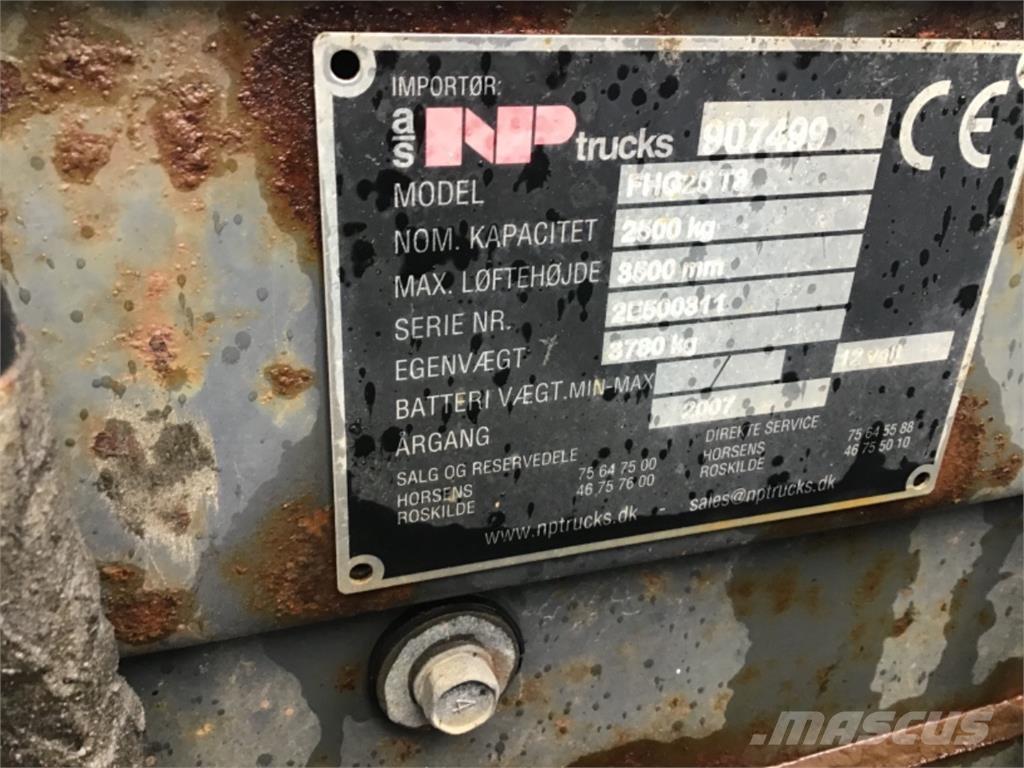 IMPORTØR:
a/s NP trucks 907499 CE
MODEL FHG25 T3
NOM. KAPACITET 2500 kg
MAX. LØFTEHØJDE 3500 mm
SERIE NR.
EGENVÆGT 3780 kg
BATTERI VÆGT.MIN-MAX / 12 volt
ÅRGANG 2007
SALG OG RESERVEDELE DIREKTE SERVICE
HORSENS 75 64 75 00 HORSENS 75 64 55 88
ROSKILDE 46 75 76 00 ROSKILDE 46 75 50 10
www.nptrucks.dk - sales@nptrucks.dk
4
MASCUS